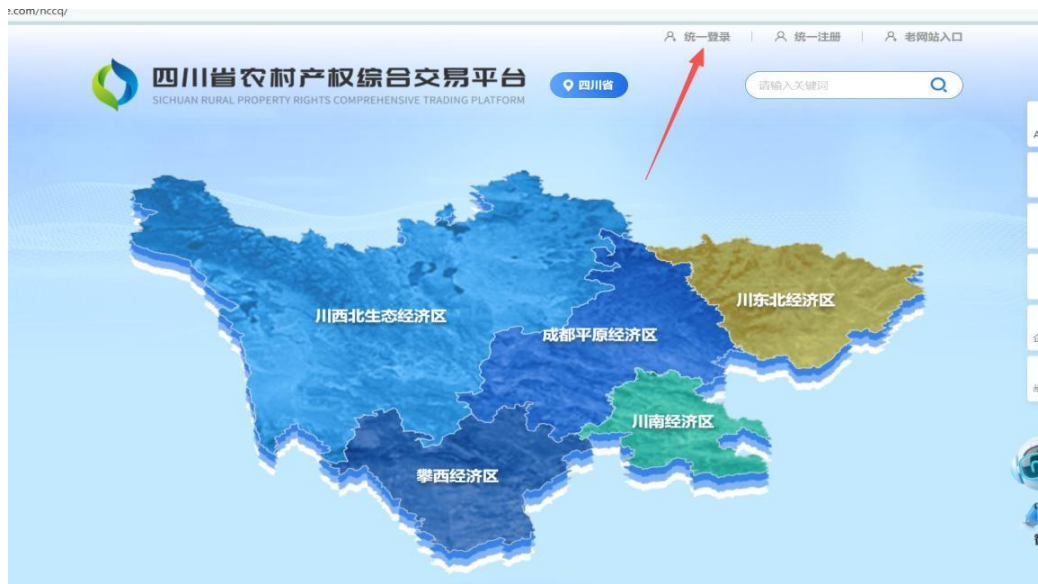 e.com/nccq/
统一登录
统一注册
老网站入口
四川省农村产权综合交易平台
四川省
请输入关键词
SICHUAN RURAL PROPERTY RIGHTS COMPREHENSIVE TRADING PLATFORM
川东北经济区
川西北生态经济区
成都平原经济区
川南经济区
攀西经济区